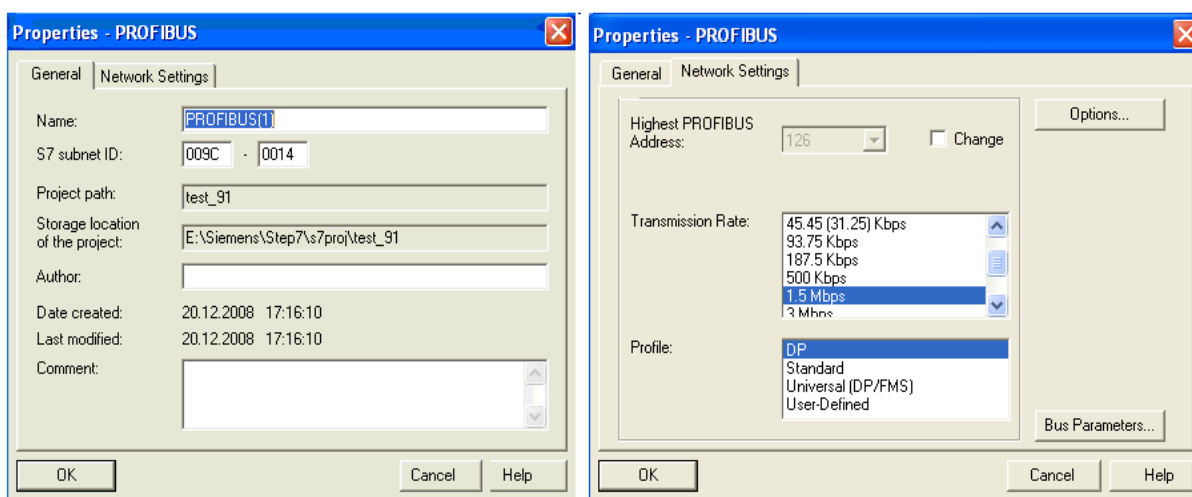 Properties - PROFIBUS
General
Network Settings
Name:
PROFIBUS(1)
S7 subnet ID:
009C - 0014
Project path:
test_91
Storage location
of the project:
E:\Siemens\Step7\s7proj\test_91
Author:
Date created:
20.12.2008 17:16:10
Last modified:
20.12.2008 17:16:10
Comment:
OK
Cancel
Help
Properties - PROFIBUS
General
Network Settings
Highest PROFIBUS
Address:
126
Change
Options...
Transmission Rate:
45.45 (31.25) Kbps
93.75 Kbps
187.5 Kbps
500 Kbps
1.5 Mbps
3 Mbps
Profile:
DP
Standard
Universal (DP/FMS)
User-Defined
Bus Parameters...
OK
Cancel
Help